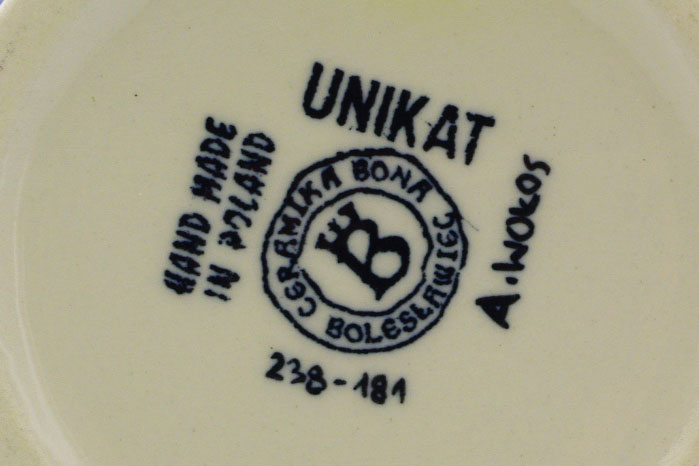 UNIKAT
HAND MADE
IN POLAND
CERAMIKA BONA
BOLESŁAWIEC
B
A. WOKOS
238-181